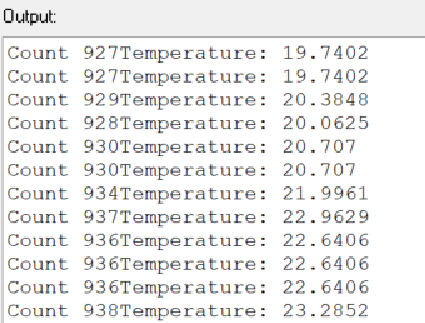 Output:
Count 927Temperature: 19.7402
Count 927Temperature: 19.7402
Count 929Temperature: 20.3848
Count 928Temperature: 20.0625
Count 930Temperature: 20.707
Count 930Temperature: 20.707
Count 934Temperature: 21.9961
Count 937Temperature: 22.9629
Count 936Temperature: 22.6406
Count 936Temperature: 22.6406
Count 936Temperature: 22.6406
Count 938Temperature: 23.2852